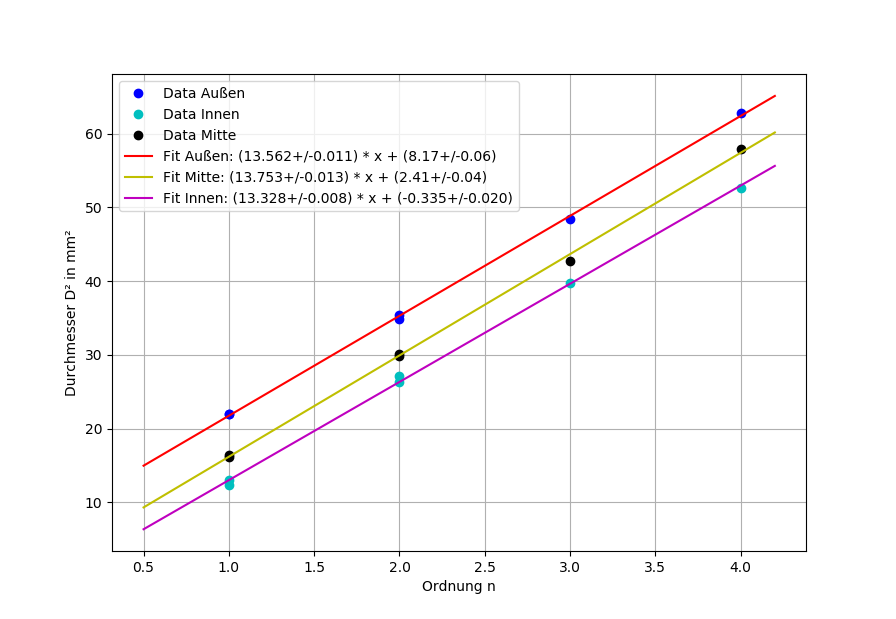 Data Außen
Data Innen
Data Mitte
Fit Außen: (13.562+/-0.011) * x + (8.17+/-0.06)
Fit Mitte: (13.753+/-0.013) * x + (2.41+/-0.04)
Fit Innen: (13.328+/-0.008) * x + (-0.335+/-0.020)
Durchmesser D² in mm²
60
50
40
30
20
10
0.5 1.0 1.5 2.0 2.5 3.0 3.5 4.0
Ordnung n